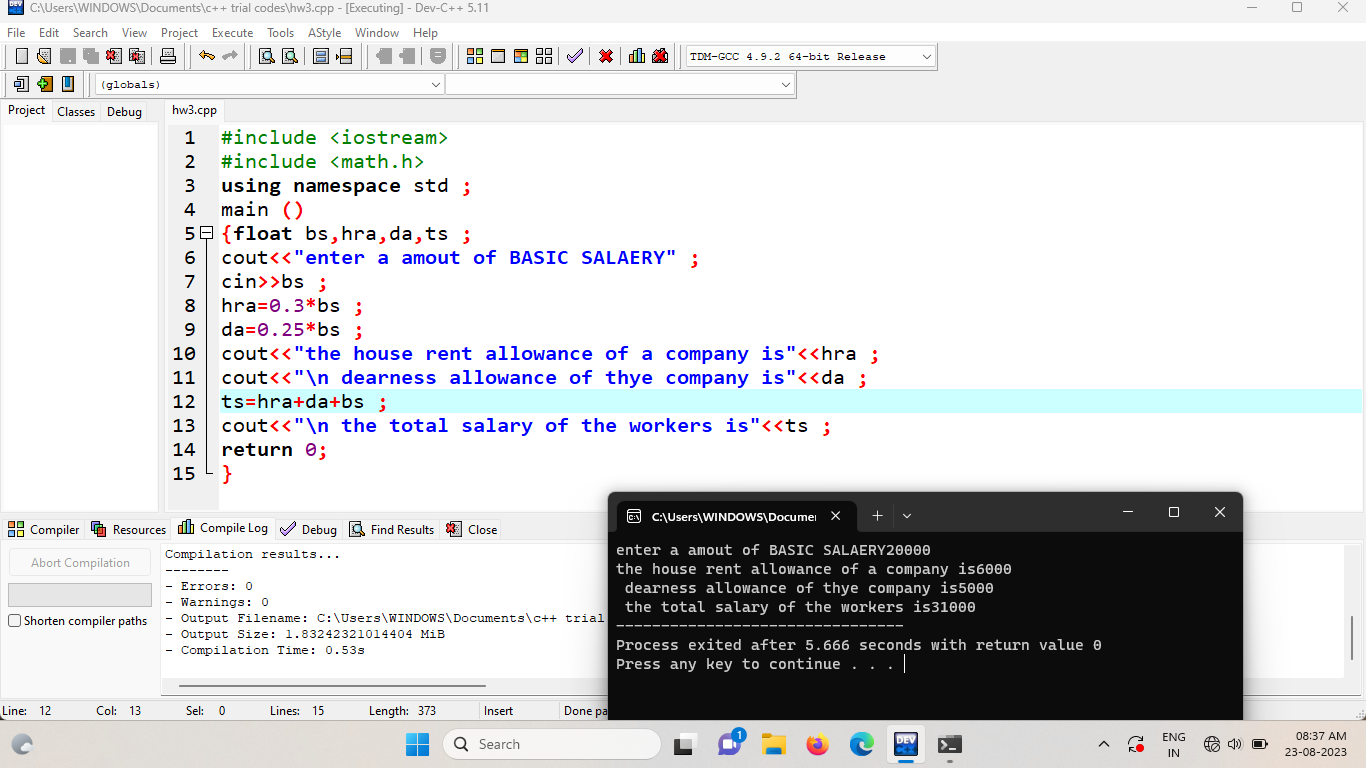 C:\Users\WINDOWS\Documents\c++ trial codes\hw3.cpp - [Executing] - Dev-C++ 5.11
File Edit Search View Project Execute Tools AStyle Window Help
TDM-GCC 4.9.2 64-bit Release
(globals)
Project Classes Debug hw3.cpp
1 #include <iostream>
2 #include <math.h>
3 using namespace std ;
4 main ()
5 {float bs,hra,da,ts ;
6 cout<<"enter a amout of BASIC SALAERY" ;
7 cin>>bs ;
8 hra=0.3*bs ;
9 da=0.25*bs ;
10 cout<<"the house rent allowance of a company is"<<hra ;
11 cout<<"\n dearness allowance of thye company is"<<da ;
12 ts=hra+da+bs ;
13 cout<<"\n the total salary of the workers is"<<ts ;
14 return 0;
15 }
Compiler Resources Compile Log Debug Find Results Close
Abort Compilation
Shorten compiler paths
Compilation results...
--------
- Errors: 0
- Warnings: 0
- Output Filename: C:\Users\WINDOWS\Documents\c++ trial
- Output Size: 1.83242321014404 MiB
- Compilation Time: 0.53s
C:\Users\WINDOWS\Documen
enter a amout of BASIC SALAERY20000
the house rent allowance of a company is6000
dearness allowance of thye company is5000
the total salary of the workers is31000
--------------------------------
Process exited after 5.666 seconds with return value 0
Press any key to continue . . .
Line: 12 Col: 13 Sel: 0 Lines: 15 Length: 373 Insert Done pa
DEV
Search
1
DEV
ENG
IN
08:37 AM
23-08-2023